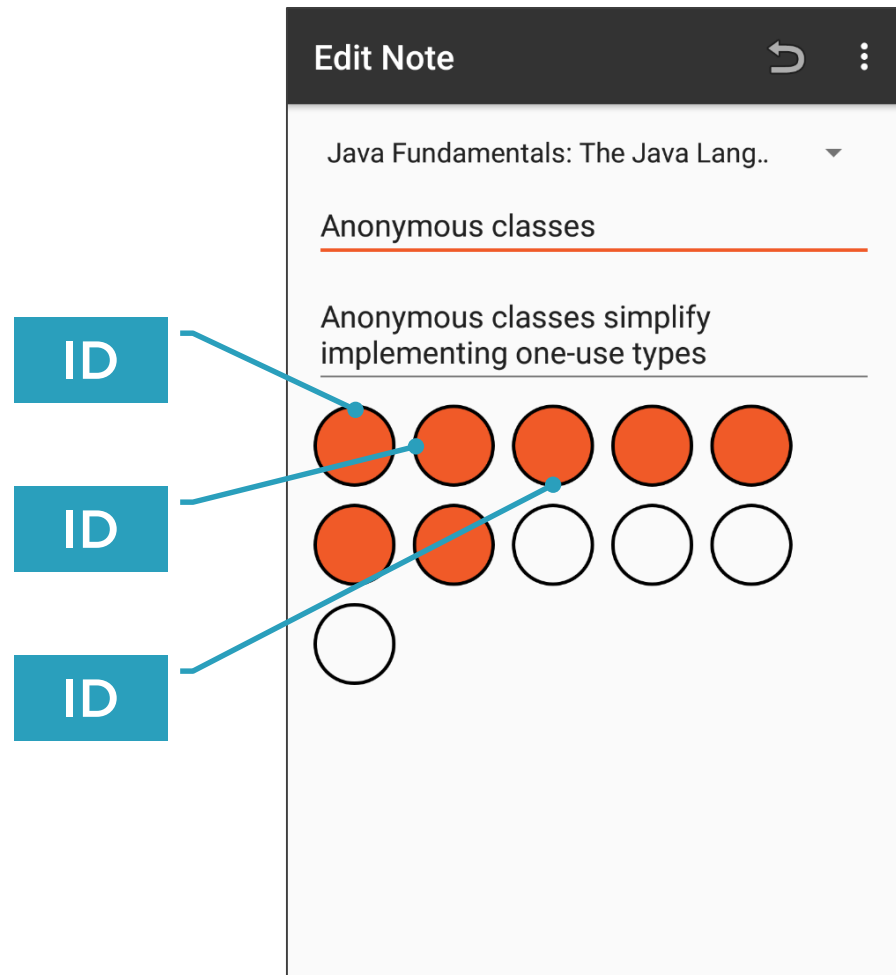 Edit Note
Java Fundamentals: The Java Lang..
Anonymous classes
Anonymous classes simplify
implementing one-use types
ID
ID
ID